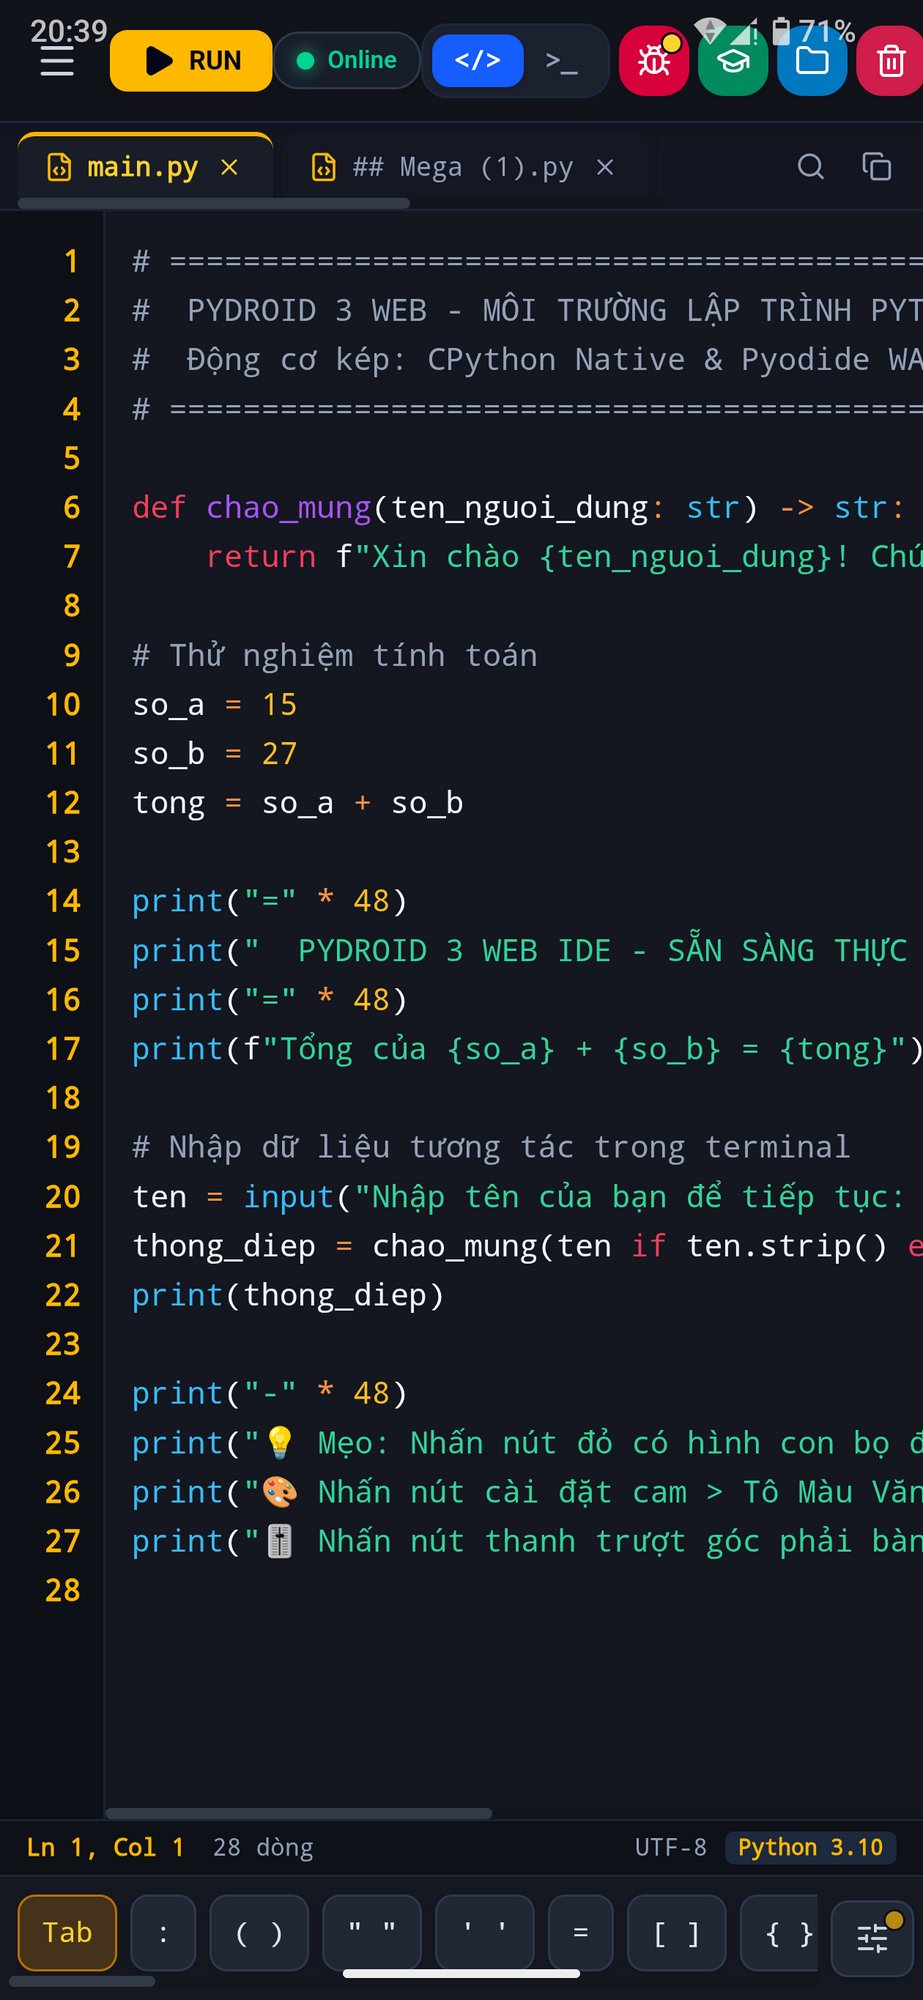 20:39
71%
RUN
Online
</>
>_
main.py ×
## Mega (1).py ×
1 # ==========================================
2 #  PYDROID 3 WEB - MÔI TRƯỜNG LẬP TRÌNH PYT
3 #  Động cơ kép: CPython Native & Pyodide WA
4 # ==========================================
5
6 def chao_mung(ten_nguoi_dung: str) -> str:
7     return f"Xin chào {ten_nguoi_dung}! Chú
8
9 # Thử nghiệm tính toán
10 so_a = 15
11 so_b = 27
12 tong = so_a + so_b
13
14 print("=" * 48)
15 print("  PYDROID 3 WEB IDE - SẴN SÀNG THỰC
16 print("=" * 48)
17 print(f"Tổng của {so_a} + {so_b} = {tong}")
18
19 # Nhập dữ liệu tương tác trong terminal
20 ten = input("Nhập tên của bạn để tiếp tục:
21 thong_diep = chao_mung(ten if ten.strip() e
22 print(thong_diep)
23
24 print("-" * 48)
25 print("💡 Mẹo: Nhấn nút đỏ có hình con bọ đ
26 print("🎨 Nhấn nút cài đặt cam > Tô Màu Văn
27 print("🎚 Nhấn nút thanh trượt góc phải bàn
28
Ln 1, Col 1 28 dòng UTF-8 Python 3.10
Tab : ( ) " " ' ' = [ ] { }